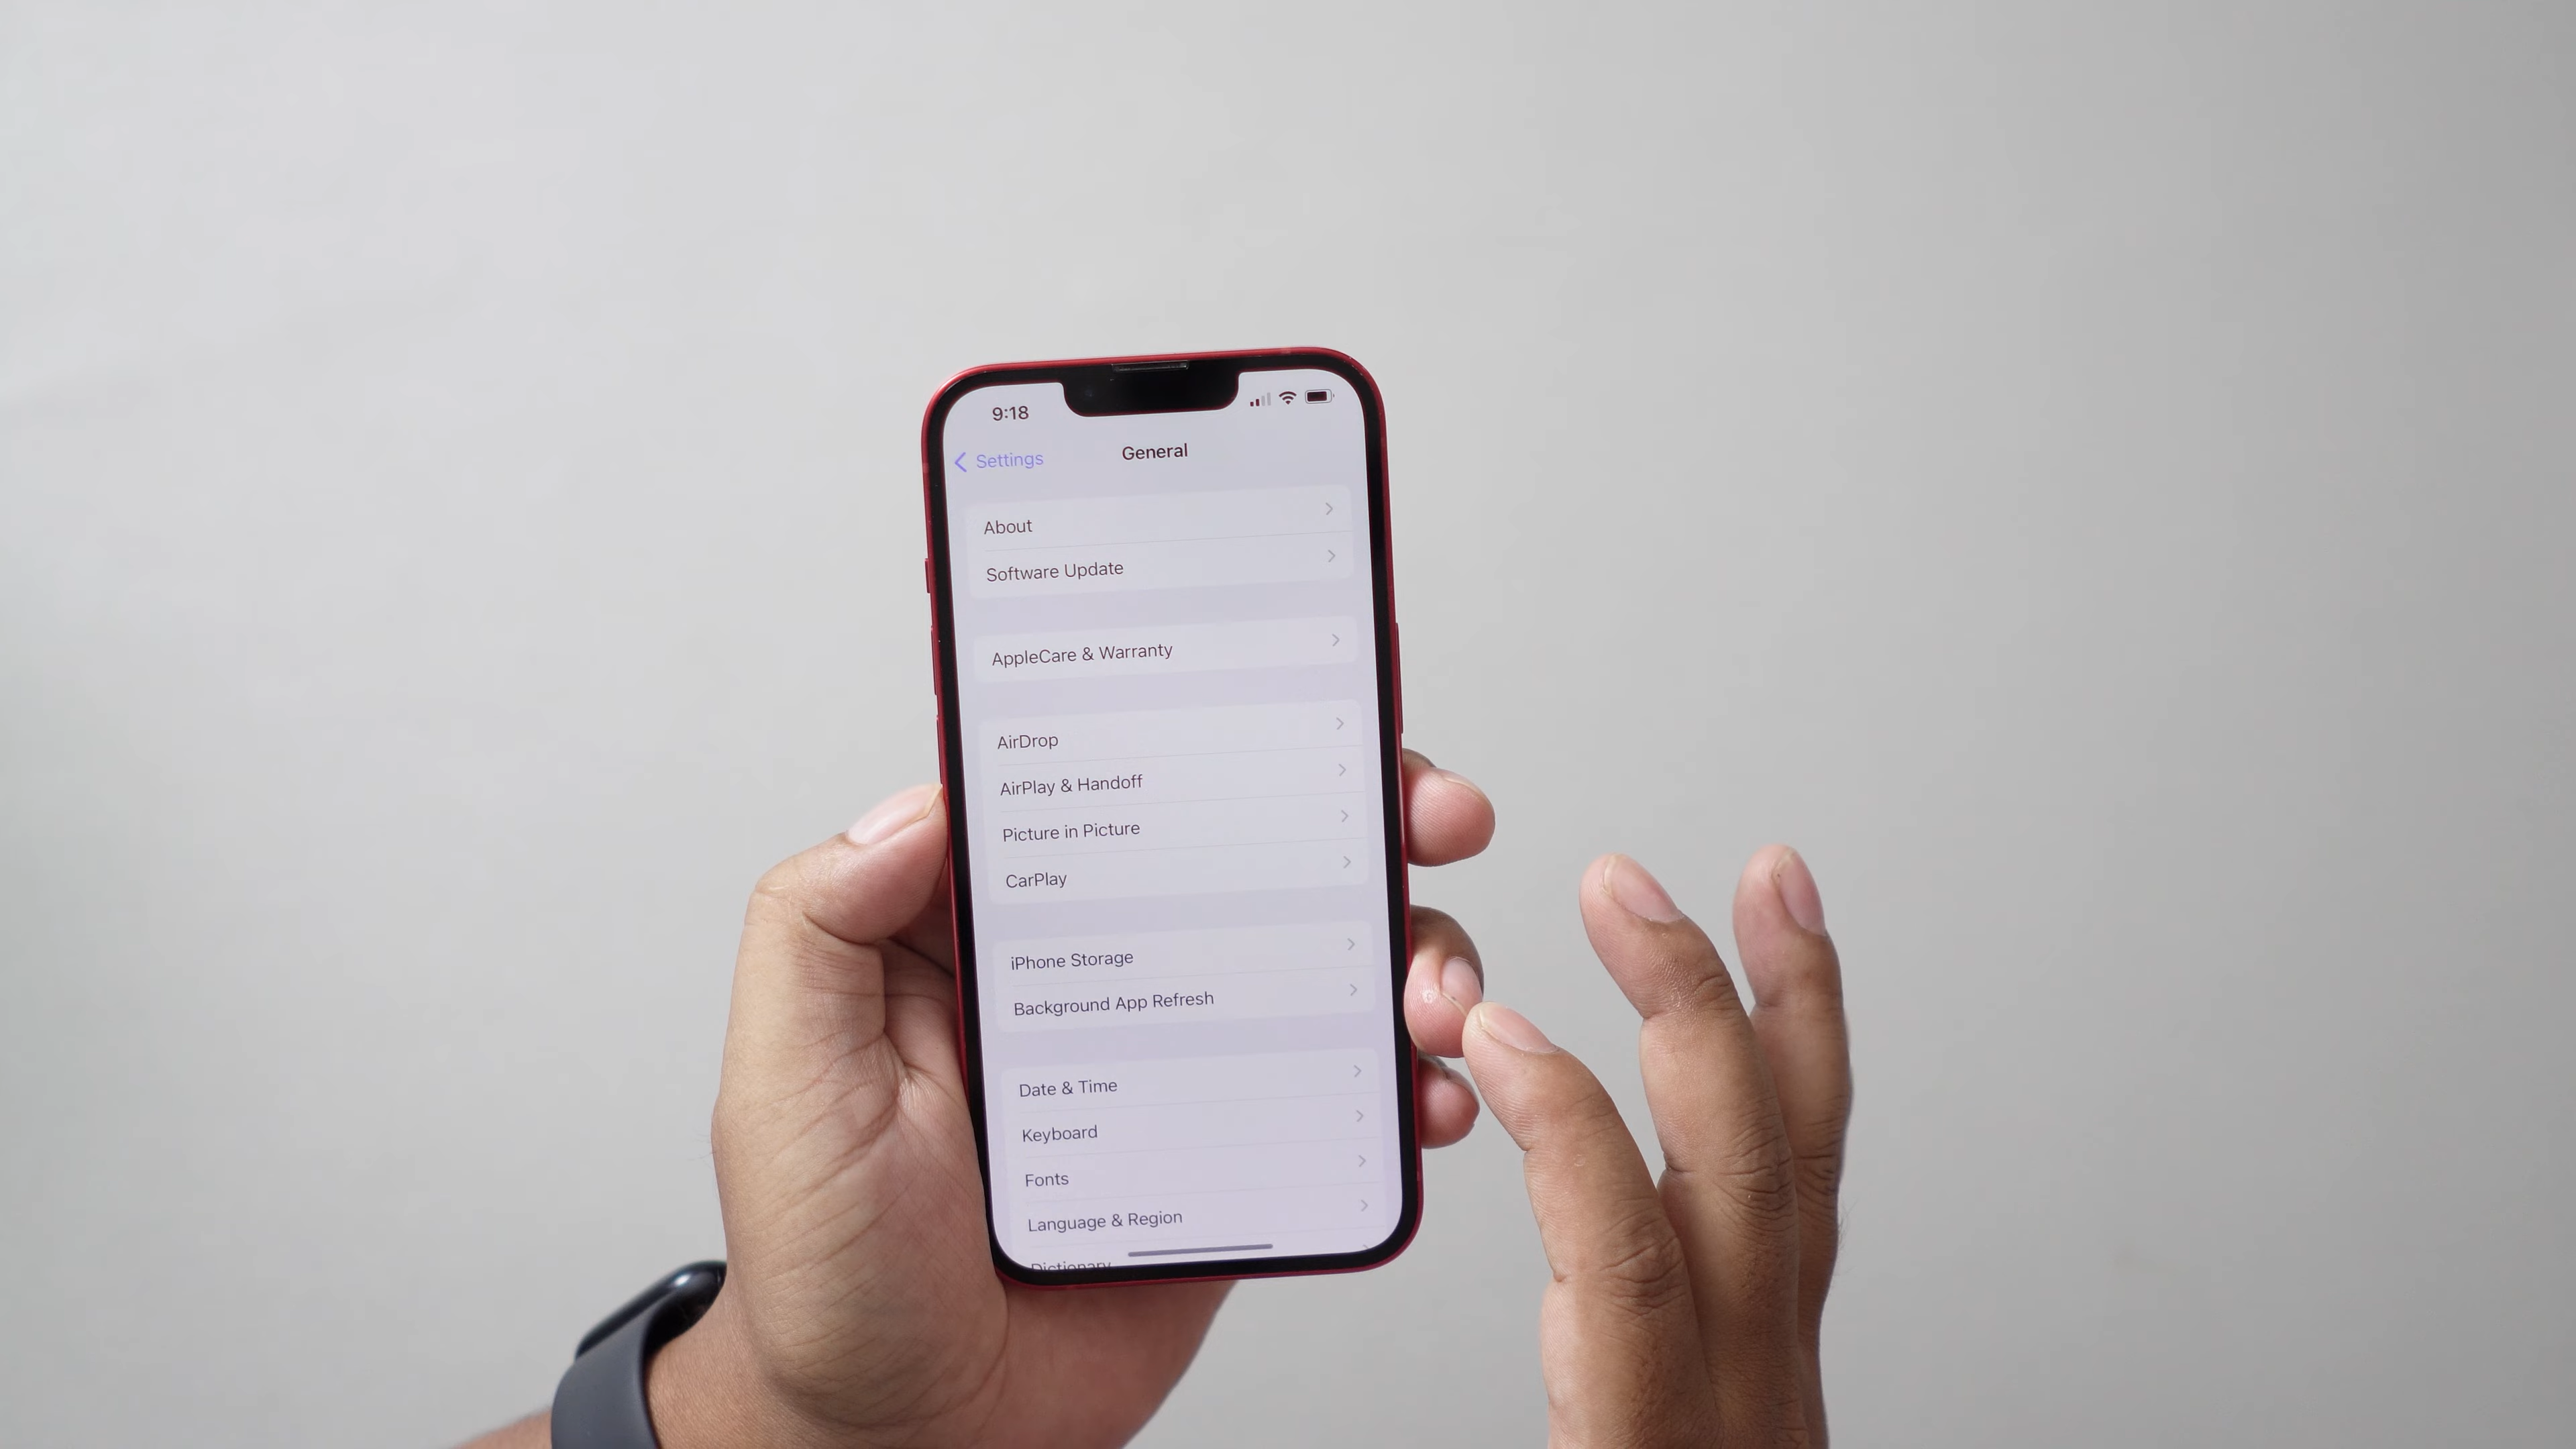 9:18
Settings
General
About
Software Update
AppleCare & Warranty
AirDrop
AirPlay & Handoff
Picture in Picture
CarPlay
iPhone Storage
Background App Refresh
Date & Time
Keyboard
Fonts
Language & Region
Dictionary